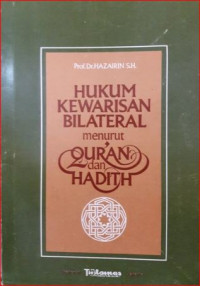 Prof. Dr. HAZAIRIN S.H.
HUKUM
KEWARISAN
BILATERAL
menurut
QUR'AN
dan
HADITH
Tintamas